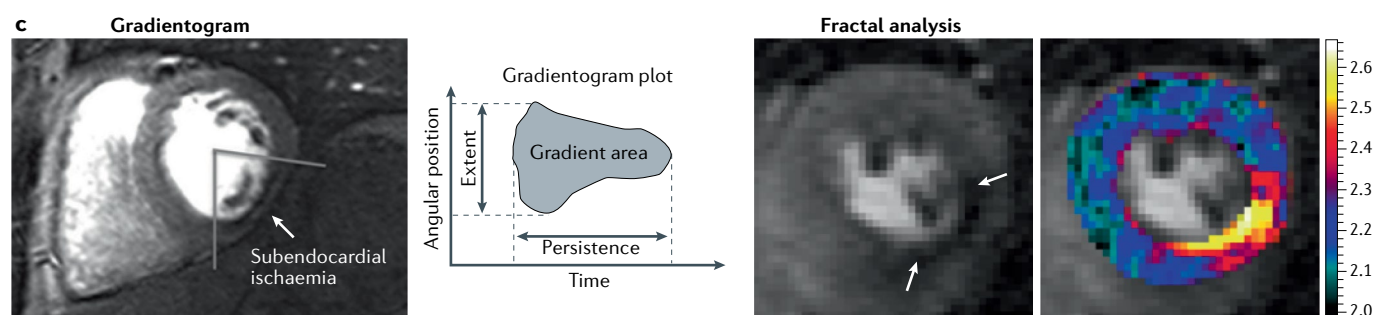 c
Gradientogram
Subendocardial
ischaemia
Gradientogram plot
Angular position
Extent
Gradient area
Persistence
Time
Fractal analysis
2.6
2.5
2.4
2.3
2.2
2.1
2.0